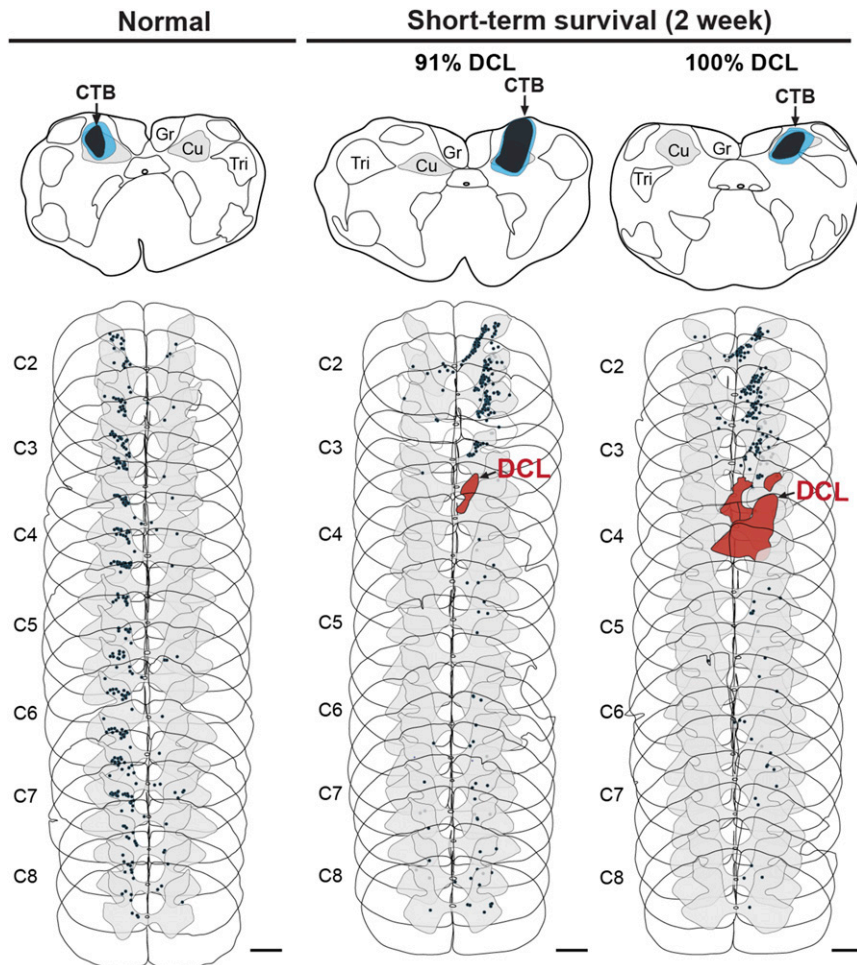 Normal
Short-term survival (2 week)
91% DCL
100% DCL
CTB
Gr
Cu
Tri
CTB
Tri
Cu
Gr
CTB
Cu
Gr
Tri
C2
C3
C4
C5
C6
C7
C8
C2
C3
DCL
C4
C5
C6
C7
C8
C2
C3
DCL
C4
C5
C6
C7
C8